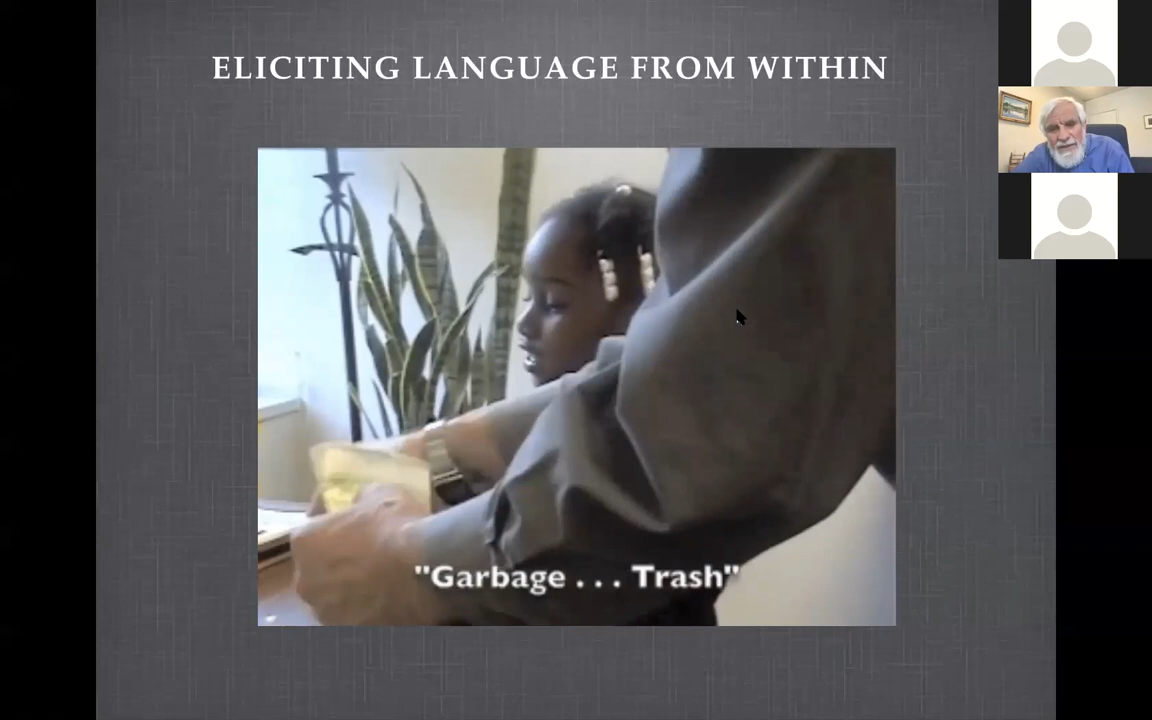 ELICITING LANGUAGE FROM WITHIN
"Garbage . . . Trash"